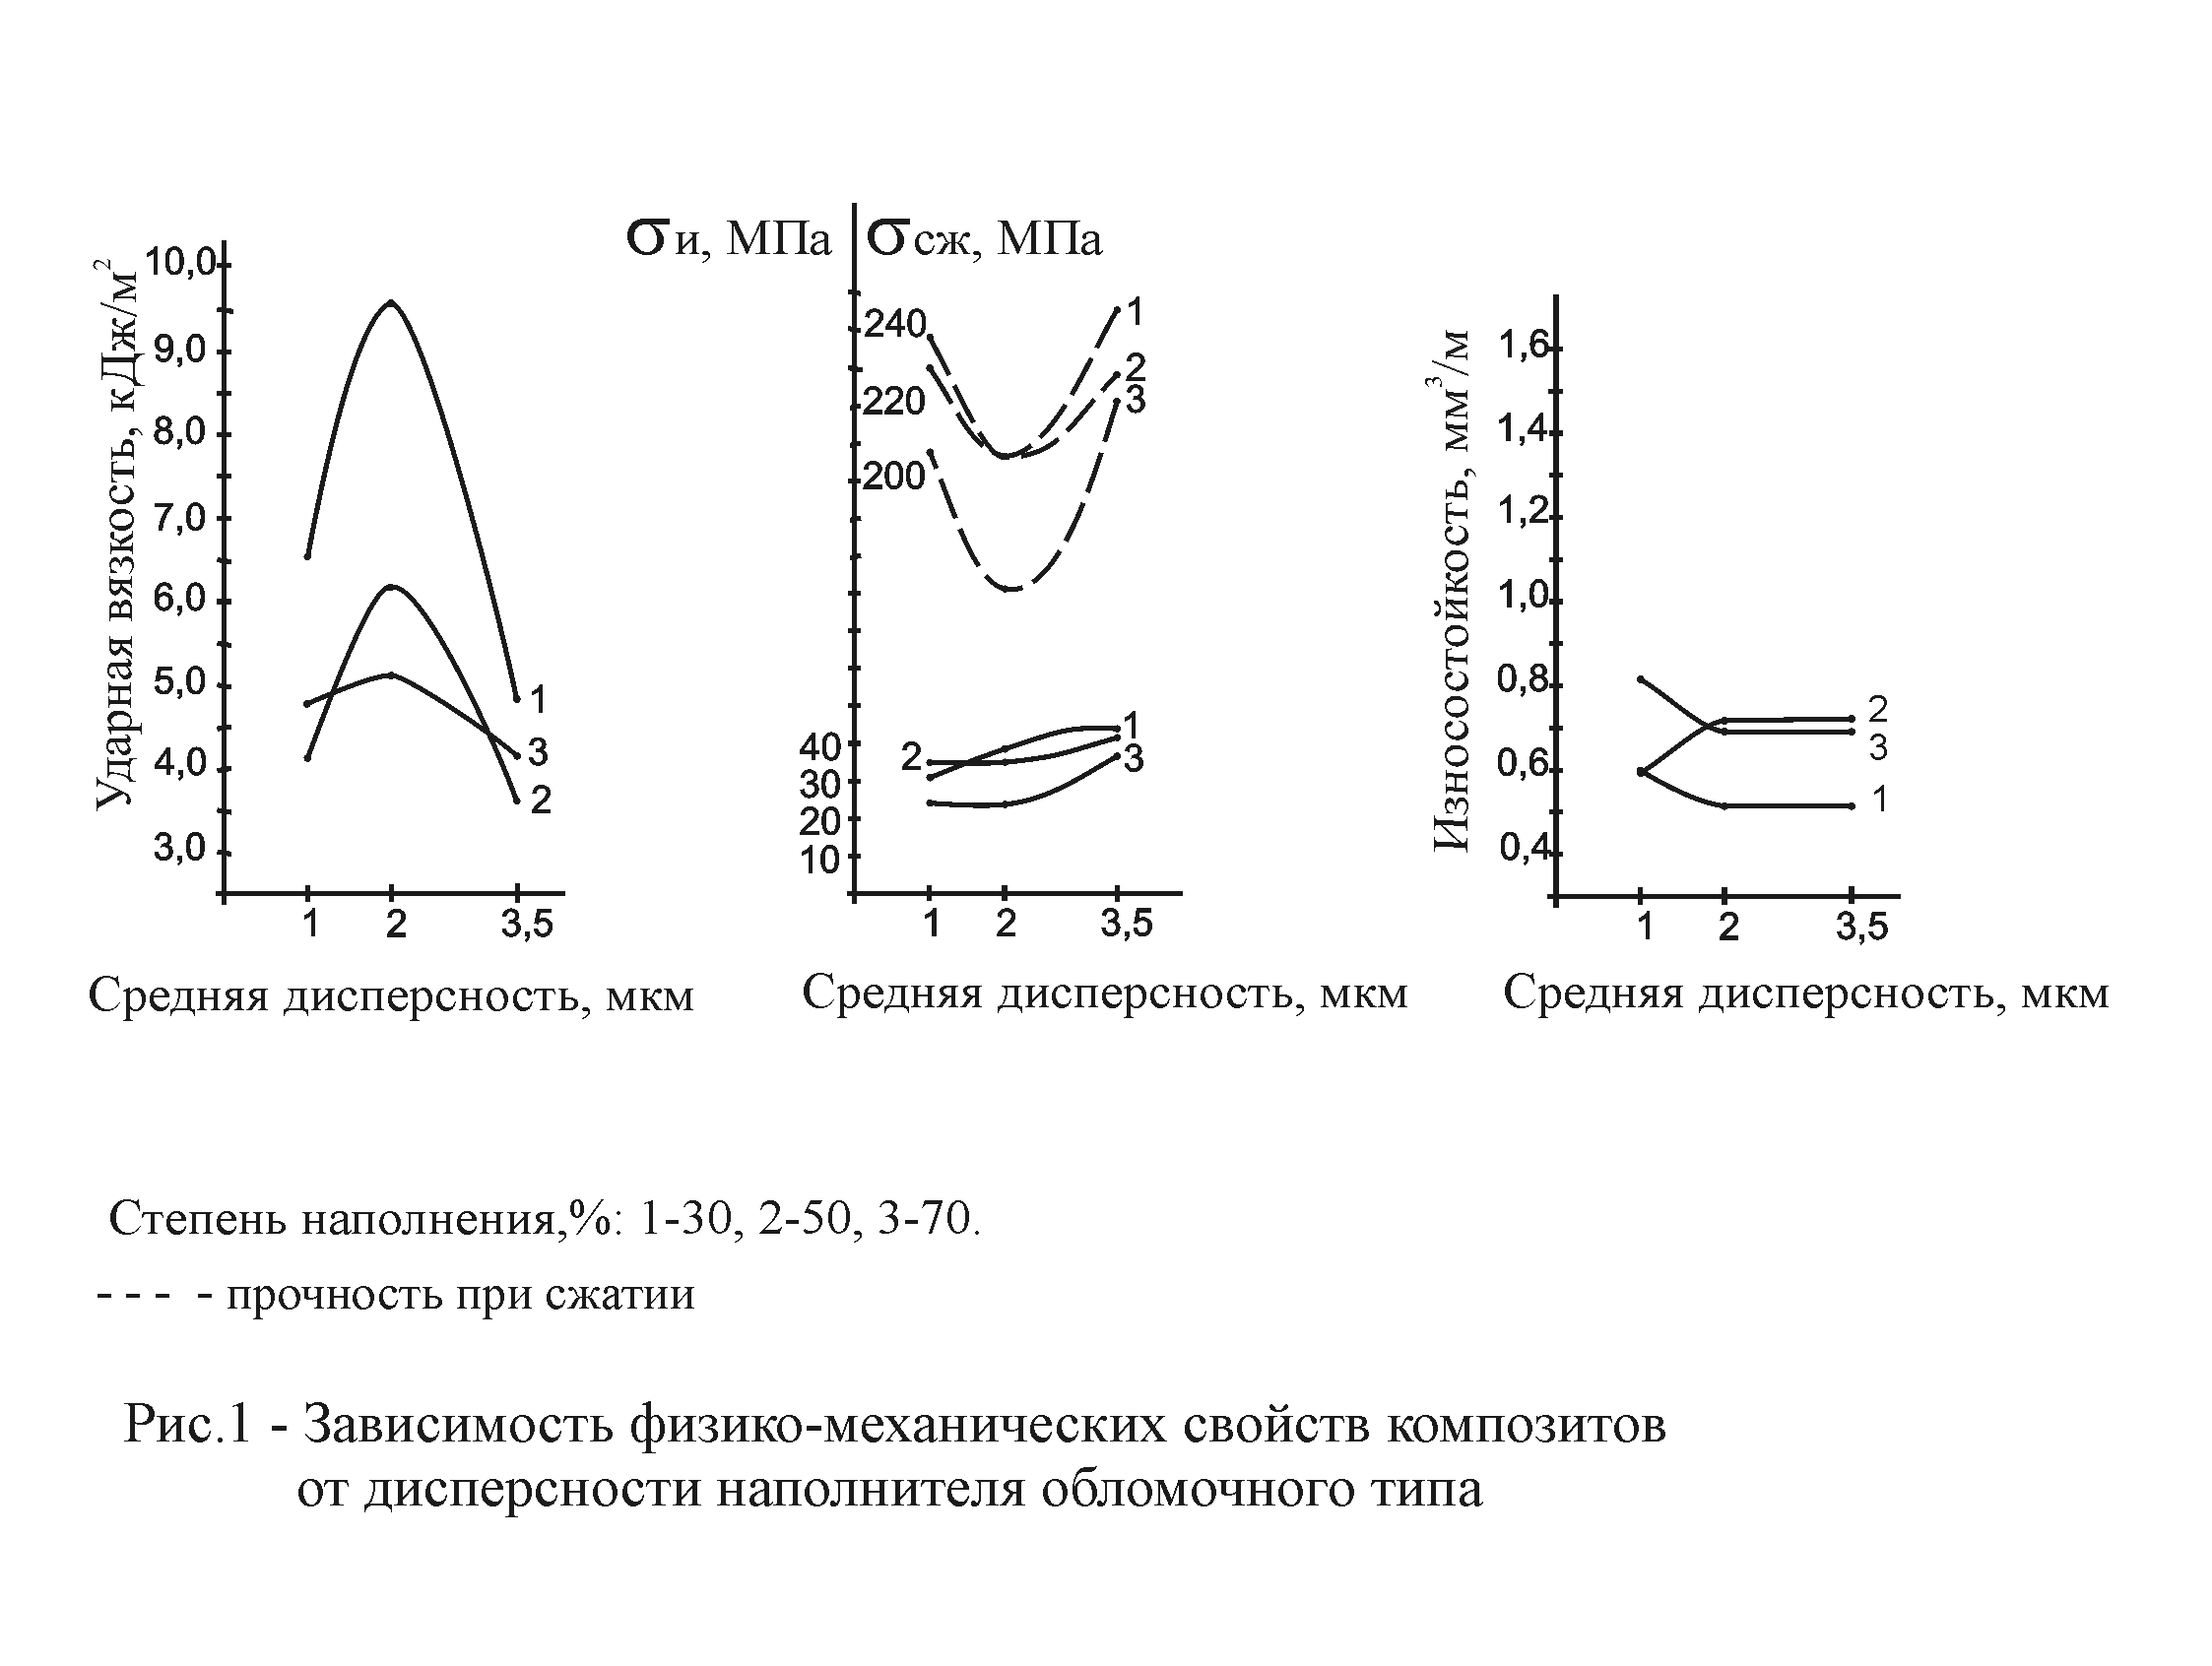 Ударная вязкость, кДж/м²
10,0
9,0
8,0
7,0
6,0
5,0
4,0
3,0
1
3
2
1 2 3,5
Средняя дисперсность, мкм
σи, МПа σсж, МПа
240
220
200
40
30
20
10
1
2
3
2
1
3
1 2 3,5
Средняя дисперсность, мкм
Износостойкость, мм³/м
1,6
1,4
1,2
1,0
0,8
0,6
0,4
2
3
1
1 2 3,5
Средняя дисперсность, мкм
Степень наполнения,%: 1-30, 2-50, 3-70.
- - - - прочность при сжатии
Рис.1 - Зависимость физико-механических свойств композитов
от дисперсности наполнителя обломочного типа